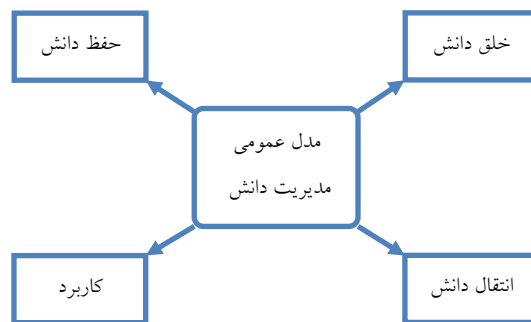 خلق دانش
حفظ دانش
مدل عمومی
مدیریت دانش
انتقال دانش
کاربرد